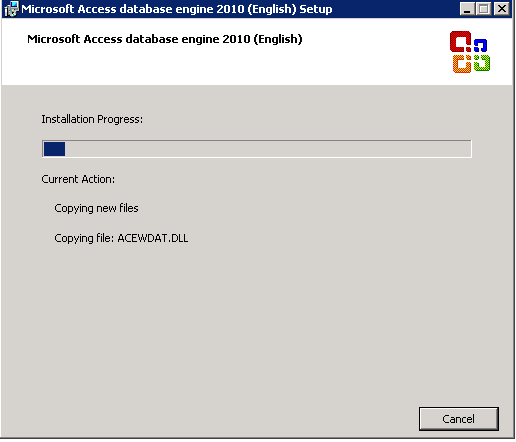 Microsoft Access database engine 2010 (English) Setup
Microsoft Access database engine 2010 (English)
Installation Progress:
Current Action:
Copying new files
Copying file: ACEWDAT.DLL
Cancel